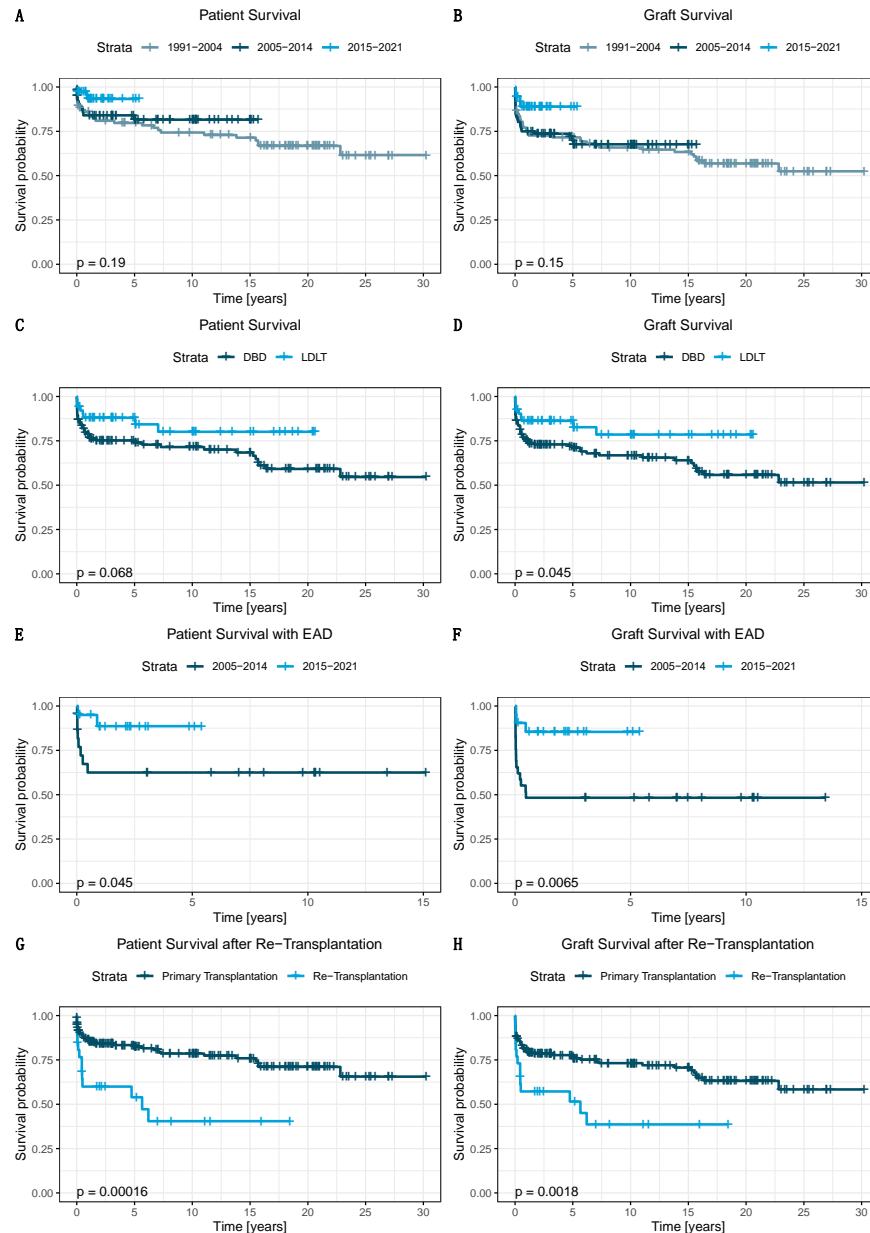 A
Patient Survival
Strata 1991−2004 2005−2014 2015−2021
Survival probability
1.00
0.75
0.50
0.25
0.00
p = 0.19
0 5 10 15 20 25 30
Time [years]
B
Graft Survival
Strata 1991−2004 2005−2014 2015−2021
Survival probability
1.00
0.75
0.50
0.25
0.00
p = 0.15
0 5 10 15 20 25 30
Time [years]
C
Patient Survival
Strata DBD LDLT
Survival probability
1.00
0.75
0.50
0.25
0.00
p = 0.068
0 5 10 15 20 25 30
Time [years]
D
Graft Survival
Strata DBD LDLT
Survival probability
1.00
0.75
0.50
0.25
0.00
p = 0.045
0 5 10 15 20 25 30
Time [years]
E
Patient Survival with EAD
Strata 2005−2014 2015−2021
Survival probability
1.00
0.75
0.50
0.25
0.00
p = 0.045
0 5 10 15
Time [years]
F
Graft Survival with EAD
Strata 2005−2014 2015−2021
Survival probability
1.00
0.75
0.50
0.25
0.00
p = 0.0065
0 5 10 15
Time [years]
G
Patient Survival after Re−Transplantation
Strata Primary Transplantation Re−Transplantation
Survival probability
1.00
0.75
0.50
0.25
0.00
p = 0.00016
0 5 10 15 20 25 30
Time [years]
H
Graft Survival after Re−Transplantation
Strata Primary Transplantation Re−Transplantation
Survival probability
1.00
0.75
0.50
0.25
0.00
p = 0.0018
0 5 10 15 20 25 30
Time [years]